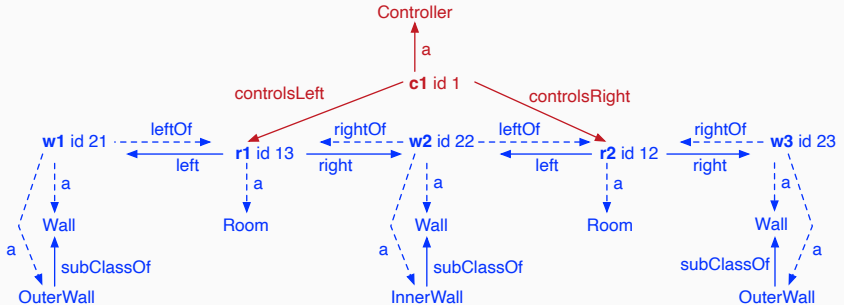 Controller
a
c1 id 1
controlsLeft
controlsRight
w1 id 21 leftOf rightOf w2 id 22 leftOf rightOf w3 id 23
left r1 id 13 right left r2 id 12 right
a a a a a
Wall Room Wall Room Wall
a a
subClassOf subClassOf subClassOf
OuterWall InnerWall OuterWall